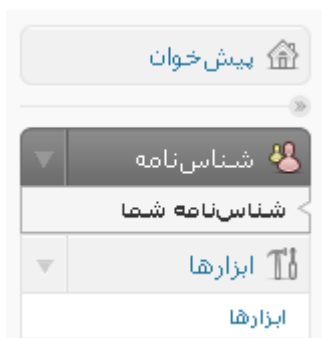 پیش‌خوان
شناس‌نامه
شناس‌نامه شما
ابزارها
ابزارها